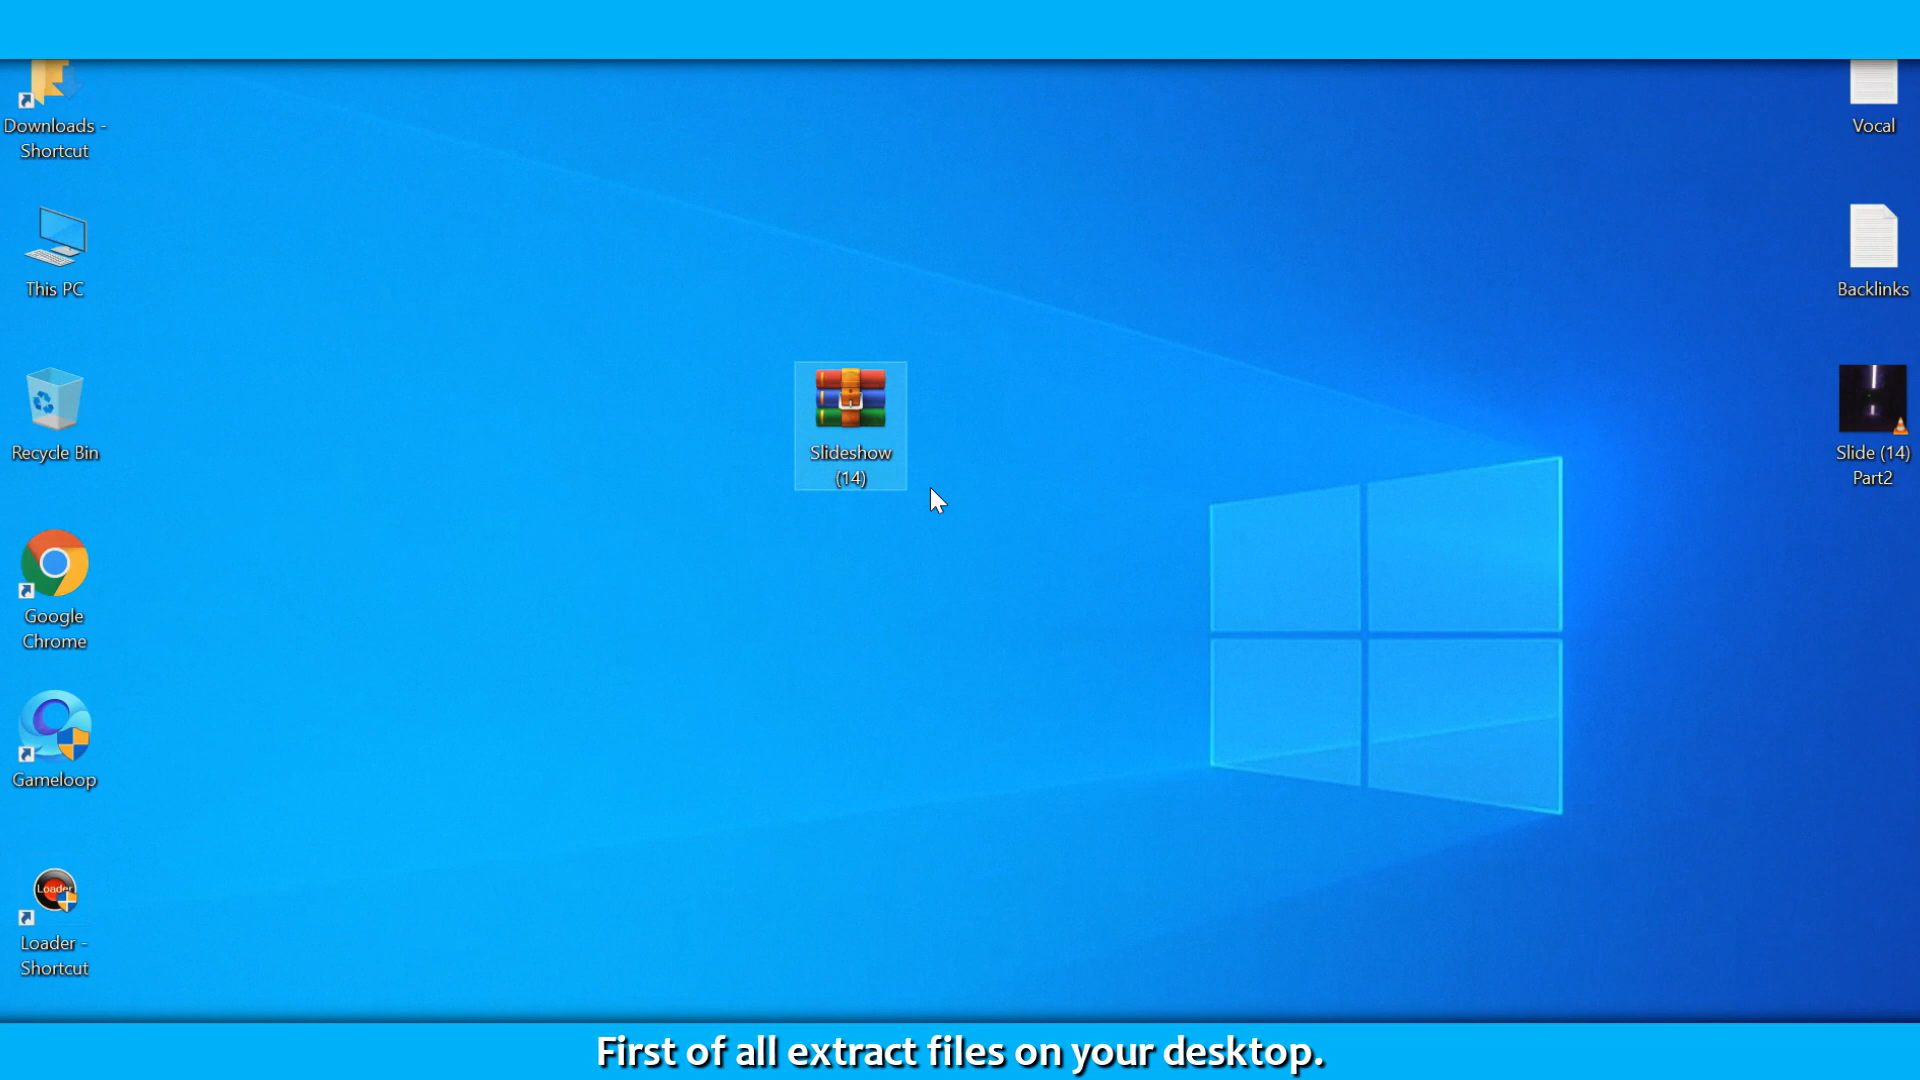 Downloads -
Shortcut
This PC
Recycle Bin
Google
Chrome
Gameloop
Loader
Loader -
Shortcut
Slideshow
(14)
Vocal
Backlinks
Slide (14)
Part2
First of all extract files on your desktop.